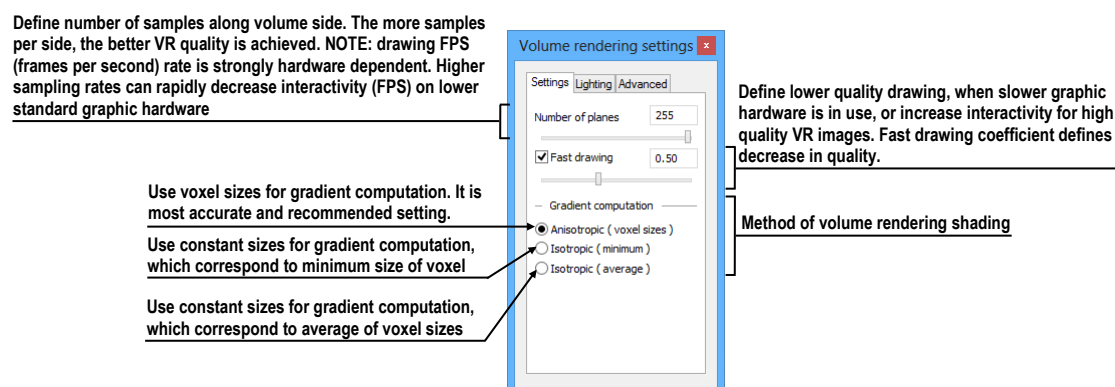 Define number of samples along volume side. The more samples
per side, the better VR quality is achieved. NOTE: drawing FPS
(frames per second) rate is strongly hardware dependent. Higher
sampling rates can rapidly decrease interactivity (FPS) on lower
standard graphic hardware
Volume rendering settings
x
Settings Lighting Advanced
Number of planes 255
Fast drawing 0.50
Gradient computation
Anisotropic ( voxel sizes )
Isotropic ( minimum )
Isotropic ( average )
Define lower quality drawing, when slower graphic
hardware is in use, or increase interactivity for high
quality VR images. Fast drawing coefficient defines
decrease in quality.
Use voxel sizes for gradient computation. It is
most accurate and recommended setting.
Use constant sizes for gradient computation,
which correspond to minimum size of voxel
Use constant sizes for gradient computation,
which correspond to average of voxel sizes
Method of volume rendering shading